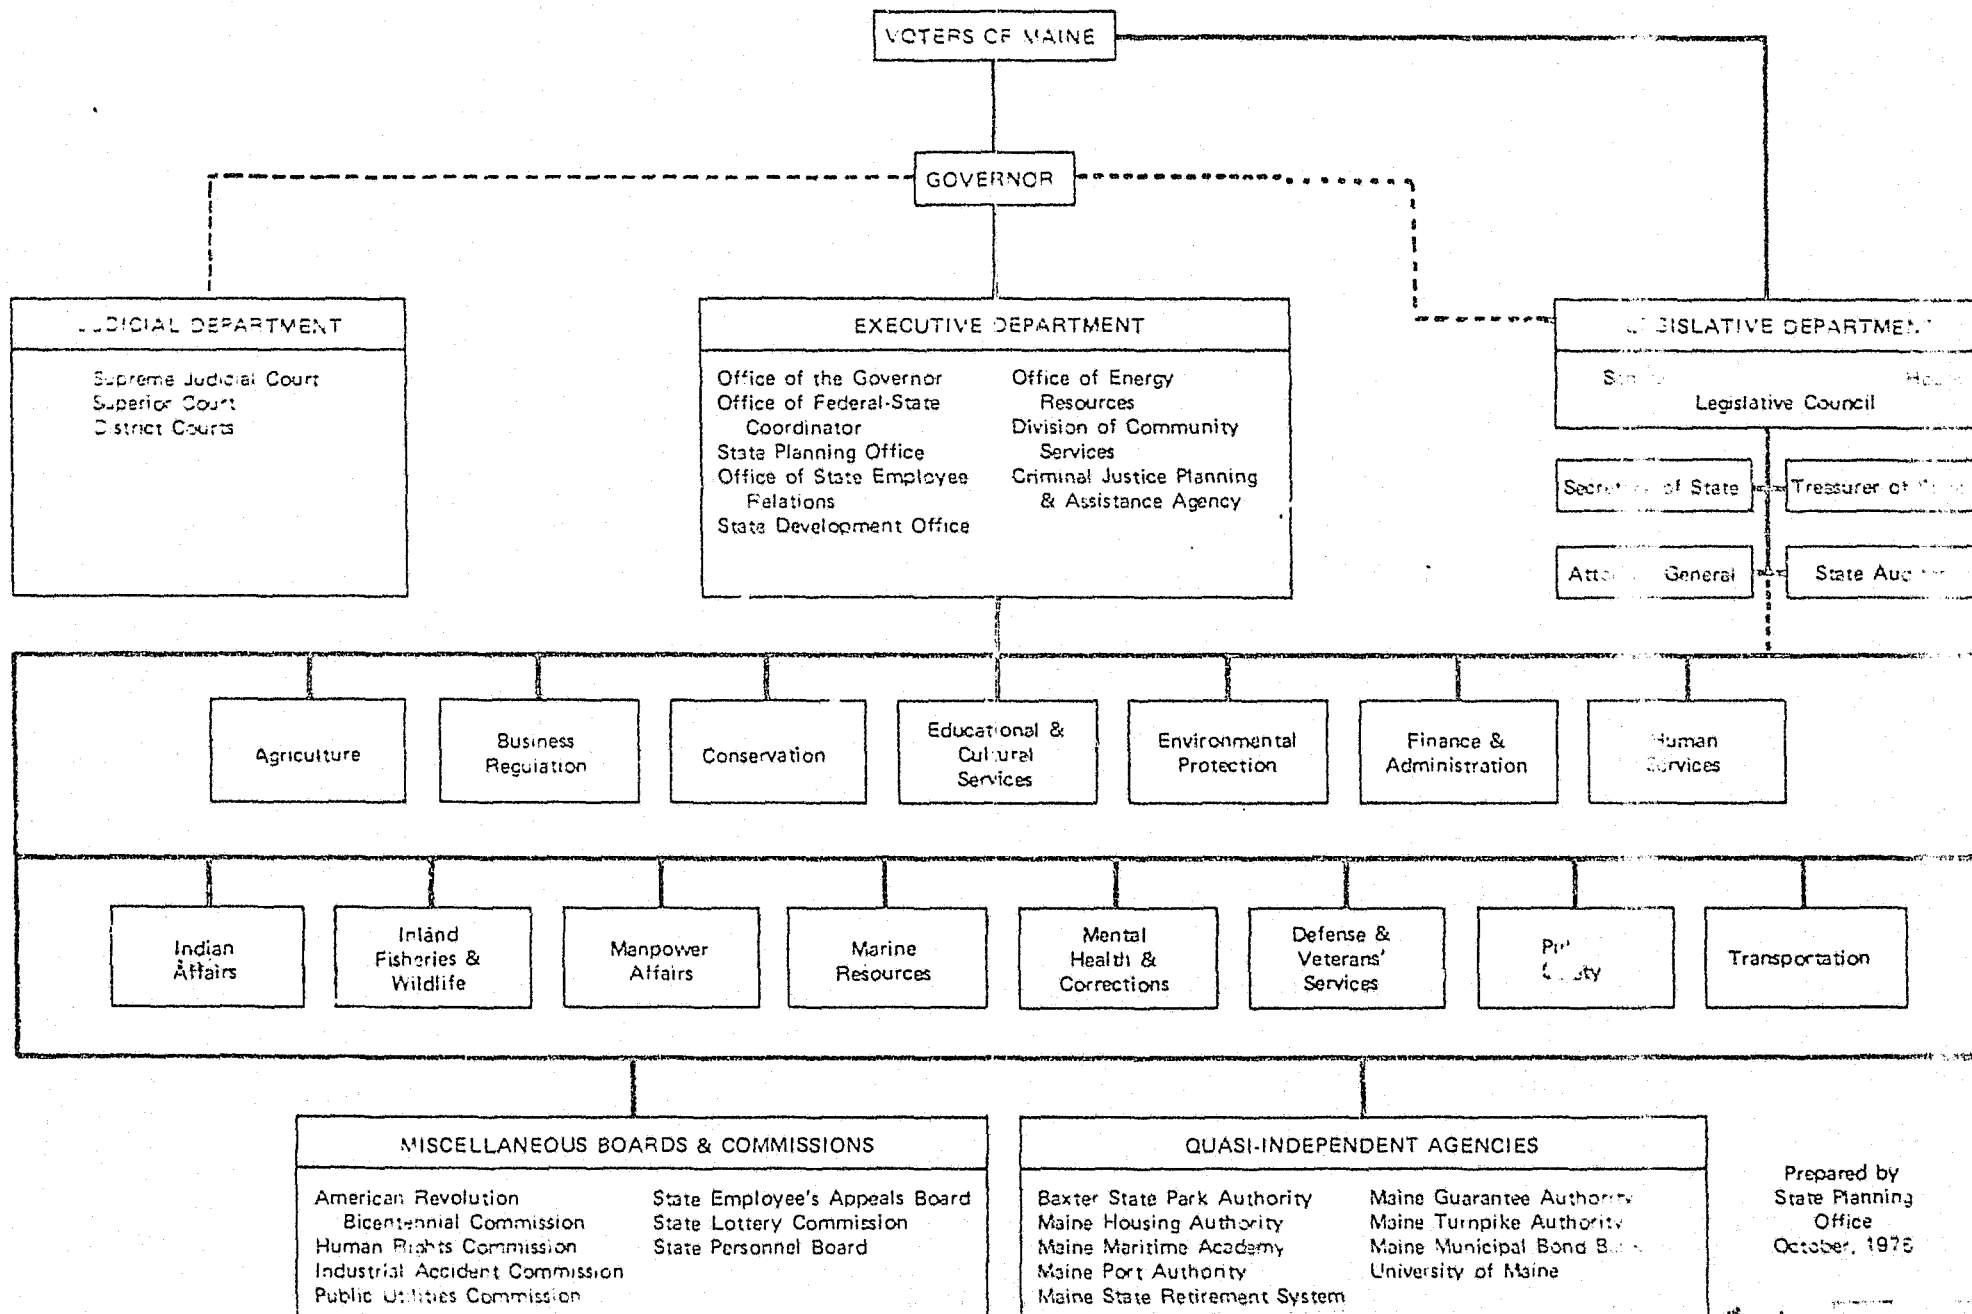 VOTERS OF MAINE
GOVERNOR
JUDICIAL DEPARTMENT
Supreme Judicial Court
Superior Court
District Courts
EXECUTIVE DEPARTMENT
Office of the Governor
Office of Federal-State
Coordinator
State Planning Office
Office of State Employee
Relations
State Development Office
Office of Energy
Resources
Division of Community
Services
Criminal Justice Planning
& Assistance Agency
LEGISLATIVE DEPARTMENT
Legislative Council
Secretary of State
Tressurer of
Attorney General
State Auditor
Agriculture
Business
Regulation
Conservation
Educational &
Cultural
Services
Environmental
Protection
Finance &
Administration
Human
Services
Indian
Affairs
Inland
Fisheries &
Wildlife
Manpower
Affairs
Marine
Resources
Mental
Health &
Corrections
Defense &
Veterans'
Services
Transportation
MISCELLANEOUS BOARDS & COMMISSIONS
American Revolution
Bicentennial Commission
Human Rights Commission
Industrial Accident Commission
Public Utilities Commission
State Employee's Appeals Board
State Lottery Commission
State Personnel Board
QUASI-INDEPENDENT AGENCIES
Baxter State Park Authority
Maine Housing Authority
Maine Maritime Academy
Maine Port Authority
Maine State Retirement System
Maine Guarantee Authority
Maine Turnpike Authority
Maine Municipal Bond
University of Maine
Prepared by
State Planning
Office
October,